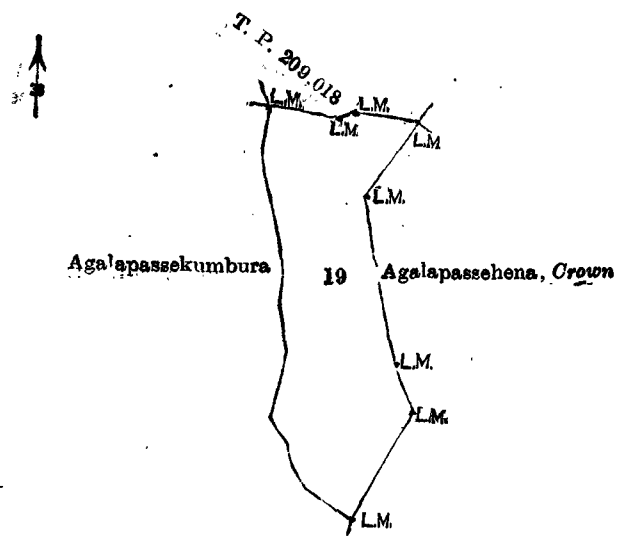 T. P. 209,018
L.M.
L.M.
L.M.
L.M.
L.M.
Agalapassekumbura
19
Agalapassehena, Crown
L.M.
L.M.
L.M.